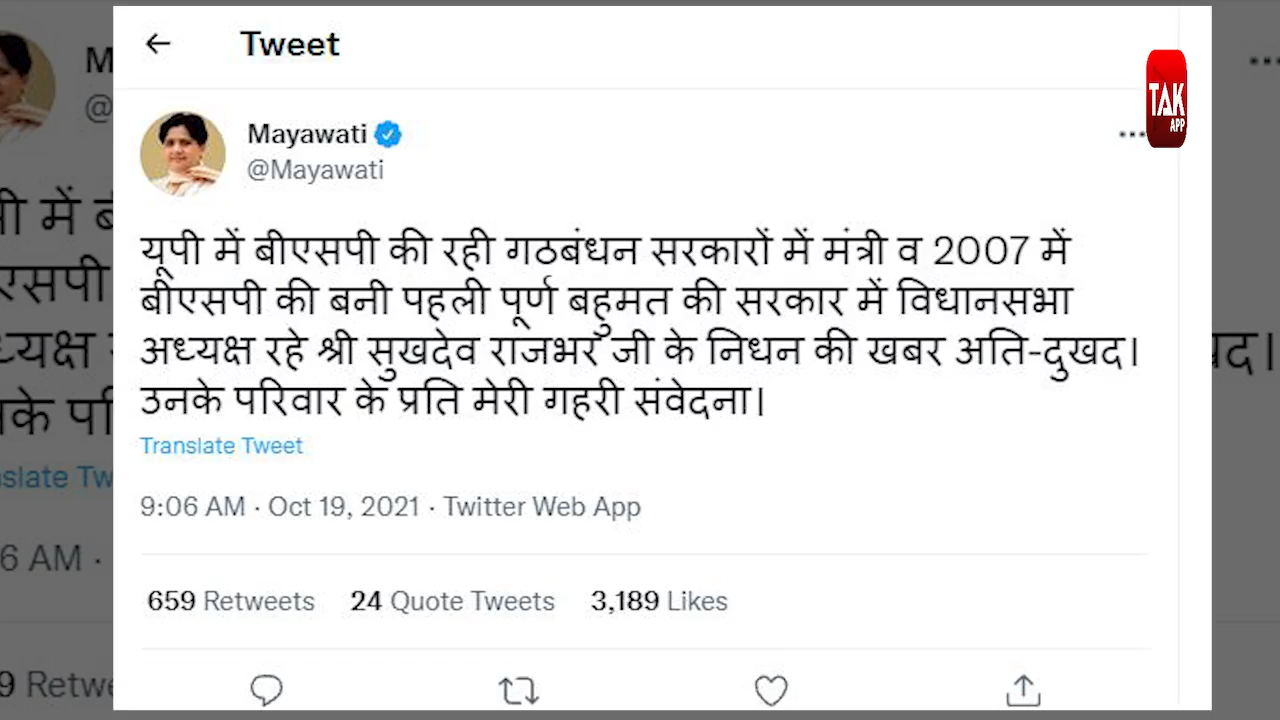 Tweet
TAK
APP
Mayawati
@Mayawati
यूपी में बीएसपी की रही गठबंधन सरकारों में मंत्री व 2007 में
बीएसपी की बनी पहली पूर्ण बहुमत की सरकार में विधानसभा
अध्यक्ष रहे श्री सुखदेव राजभर जी के निधन की खबर अति-दुखद।
उनके परिवार के प्रति मेरी गहरी संवेदना।
Translate Tweet
9:06 AM · Oct 19, 2021 · Twitter Web App
659 Retweets 24 Quote Tweets 3,189 Likes